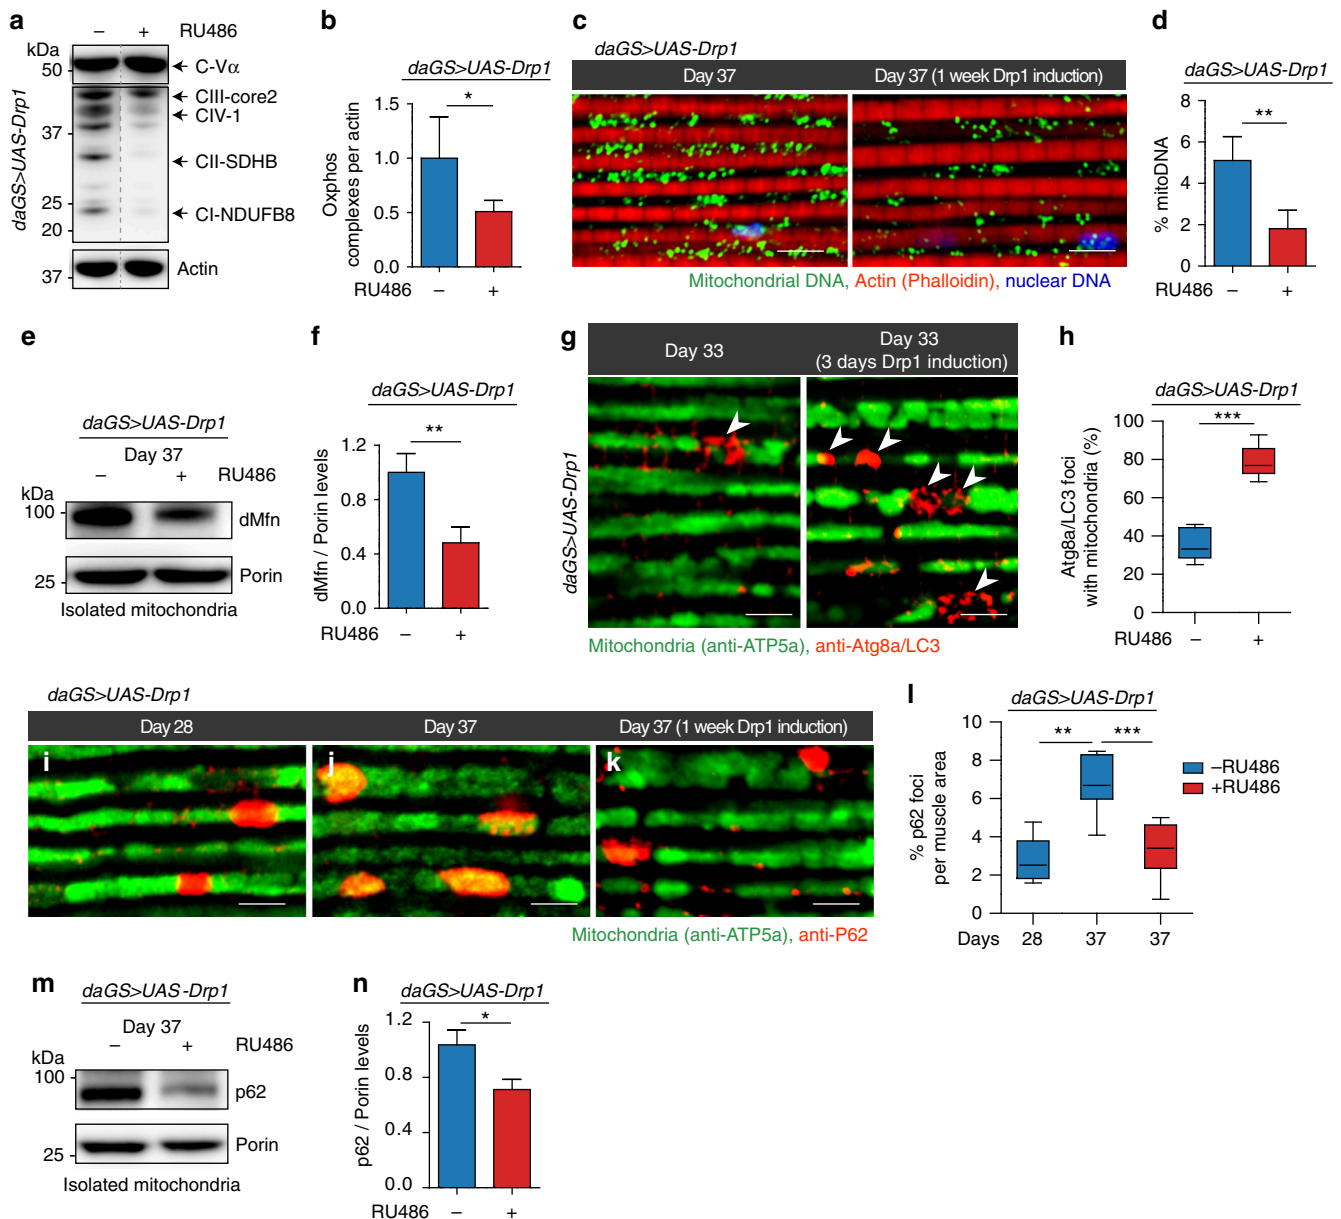 a
RU486
– +
kDa
50
37
25
20
37
daGS>UAS-Drp1
C-Vα
CIII-core2
CIV-1
CII-SDHB
CI-NDUFB8
Actin
b
daGS>UAS-Drp1
*
Oxphos
complexes per actin
1.5
1.0
0.5
0.0
RU486 – +
c
daGS>UAS-Drp1
Day 37
Day 37 (1 week Drp1 induction)
Mitochondrial DNA, Actin (Phalloidin), nuclear DNA
d
daGS>UAS-Drp1
**
% mitoDNA
8
6
4
2
0
RU486 – +
e
daGS>UAS-Drp1
Day 37
– + RU486
kDa
100
dMfn
25
Porin
Isolated mitochondria
f
daGS>UAS-Drp1
**
dMfn / Porin levels
1.2
0.8
0.4
0.0
RU486 – +
g
Day 33
Day 33
(3 days Drp1 induction)
daGS>UAS-Drp1
Mitochondria (anti-ATP5a), anti-Atg8a/LC3
h
daGS>UAS-Drp1
***
Atg8a/LC3 foci
with mitochondria (%)
100
80
60
40
20
0
RU486 – +
daGS>UAS-Drp1
Day 28
Day 37
Day 37 (1 week Drp1 induction)
i
j
k
Mitochondria (anti-ATP5a), anti-P62
l
daGS>UAS-Drp1
** ***
% p62 foci
per muscle area
10
8
6
4
2
0
Days 28 37 37
–RU486
+RU486
m
daGS>UAS-Drp1
Day 37
– + RU486
kDa
100
p62
25
Porin
Isolated mitochondria
n
daGS>UAS-Drp1
*
p62 / Porin levels
1.2
0.8
0.4
0.0
RU486 – +